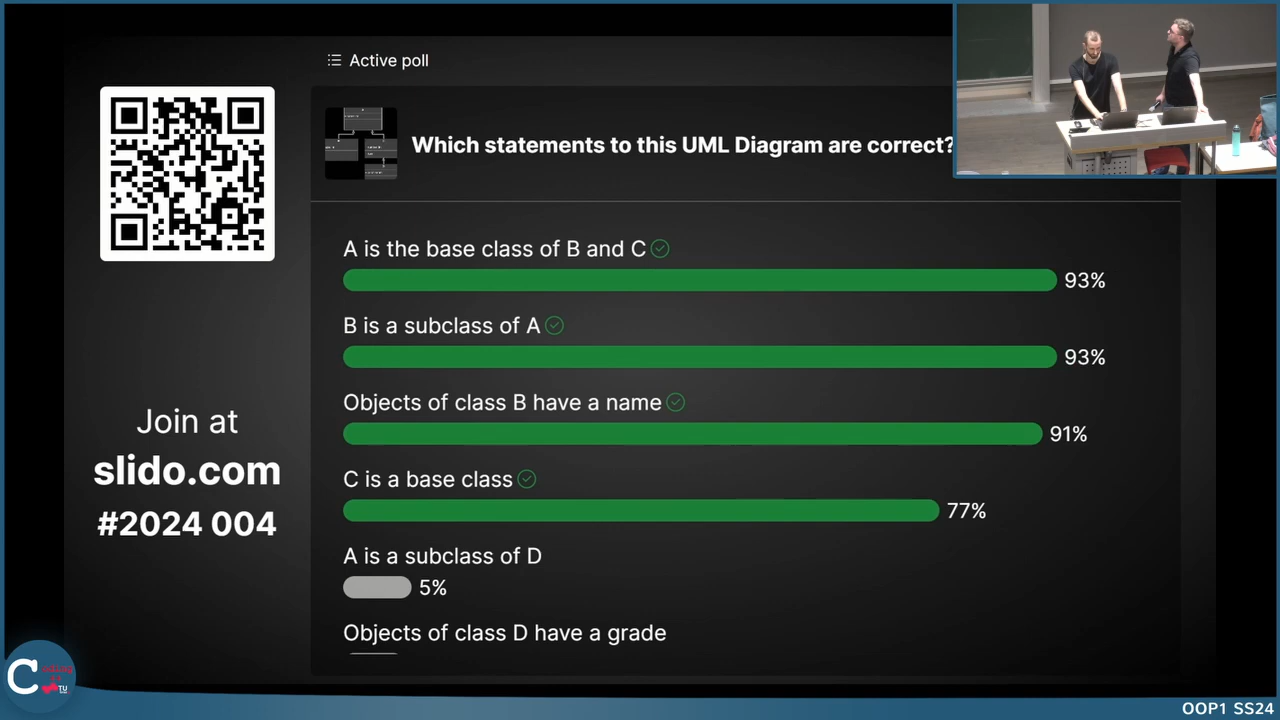 Active poll
Which statements to this UML Diagram are correct?
A is the base class of B and C
93%
B is a subclass of A
93%
Objects of class B have a name
91%
C is a base class
77%
A is a subclass of D
5%
Objects of class D have a grade
Join at
slido.com
#2024 004
C
TU
OOP1 SS24